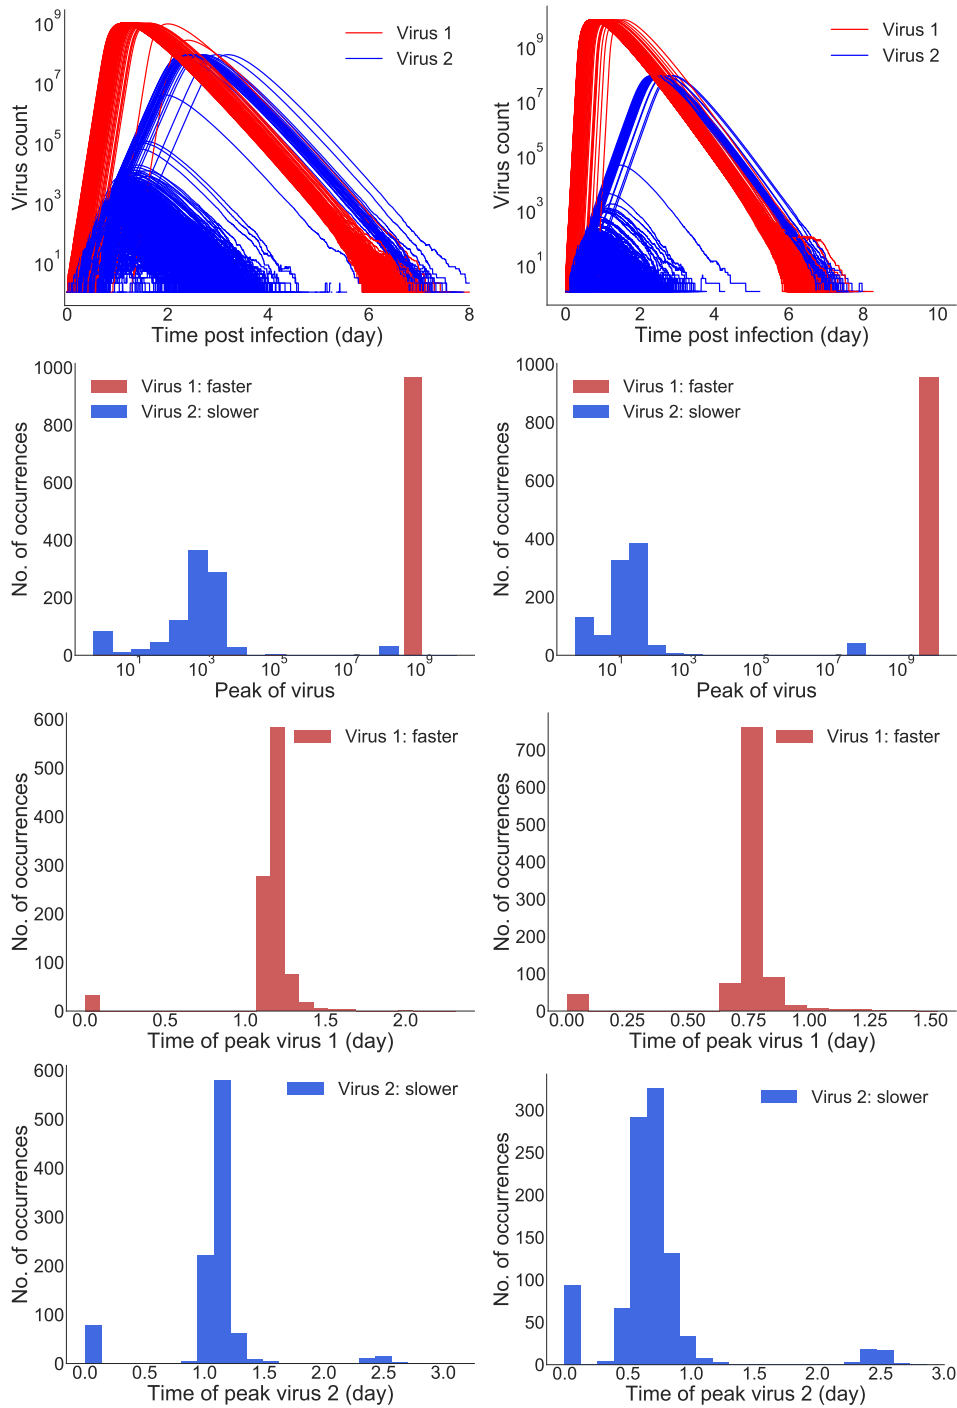 Virus 1
Virus 2
Virus count
10^9
10^7
10^5
10^3
10^1
0 2 4 6 8
Time post infection (day)
Virus 1
Virus 2
Virus count
10^9
10^7
10^5
10^3
10^1
0 2 4 6 8 10
Time post infection (day)
Virus 1: faster
Virus 2: slower
No. of occurrences
1000
800
600
400
200
0
10^1 10^3 10^5 10^7 10^9
Peak of virus
Virus 1: faster
Virus 2: slower
No. of occurrences
1000
800
600
400
200
0
10^1 10^3 10^5 10^7 10^9
Peak of virus
Virus 1: faster
No. of occurrences
600
500
400
300
200
100
0
0.0 0.5 1.0 1.5 2.0
Time of peak virus 1 (day)
Virus 1: faster
No. of occurrences
700
600
500
400
300
200
100
0
0.00 0.25 0.50 0.75 1.00 1.25 1.50
Time of peak virus 1 (day)
Virus 2: slower
No. of occurrences
600
500
400
300
200
100
0
0.0 0.5 1.0 1.5 2.0 2.5 3.0
Time of peak virus 2 (day)
Virus 2: slower
No. of occurrences
300
250
200
150
100
50
0
0.0 0.5 1.0 1.5 2.0 2.5 3.0
Time of peak virus 2 (day)